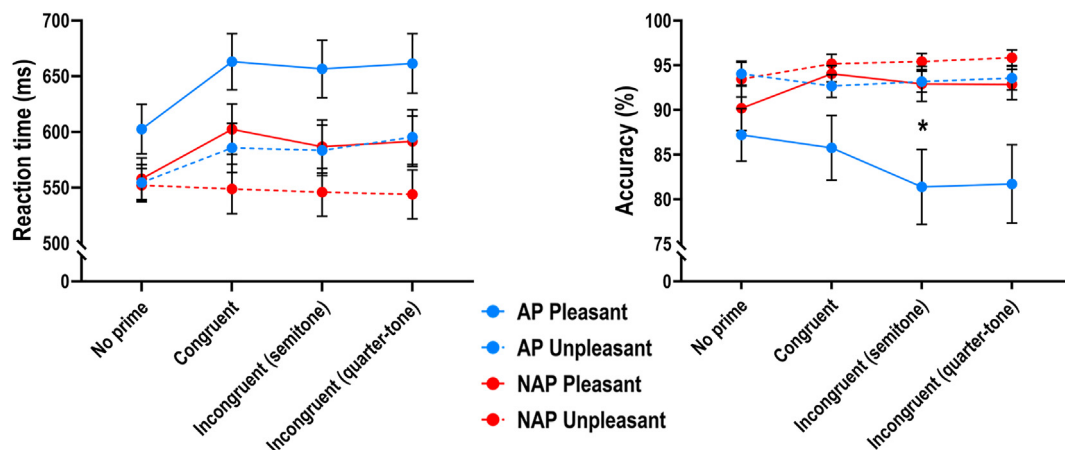 Reaction time (ms)
700
650
600
550
500
0
No prime
Congruent
Incongruent (semitone)
Incongruent (quarter-tone)
Accuracy (%)
100
95
90
85
80
75
0
*
No prime
Congruent
Incongruent (semitone)
Incongruent (quarter-tone)
AP Pleasant
AP Unpleasant
NAP Pleasant
NAP Unpleasant